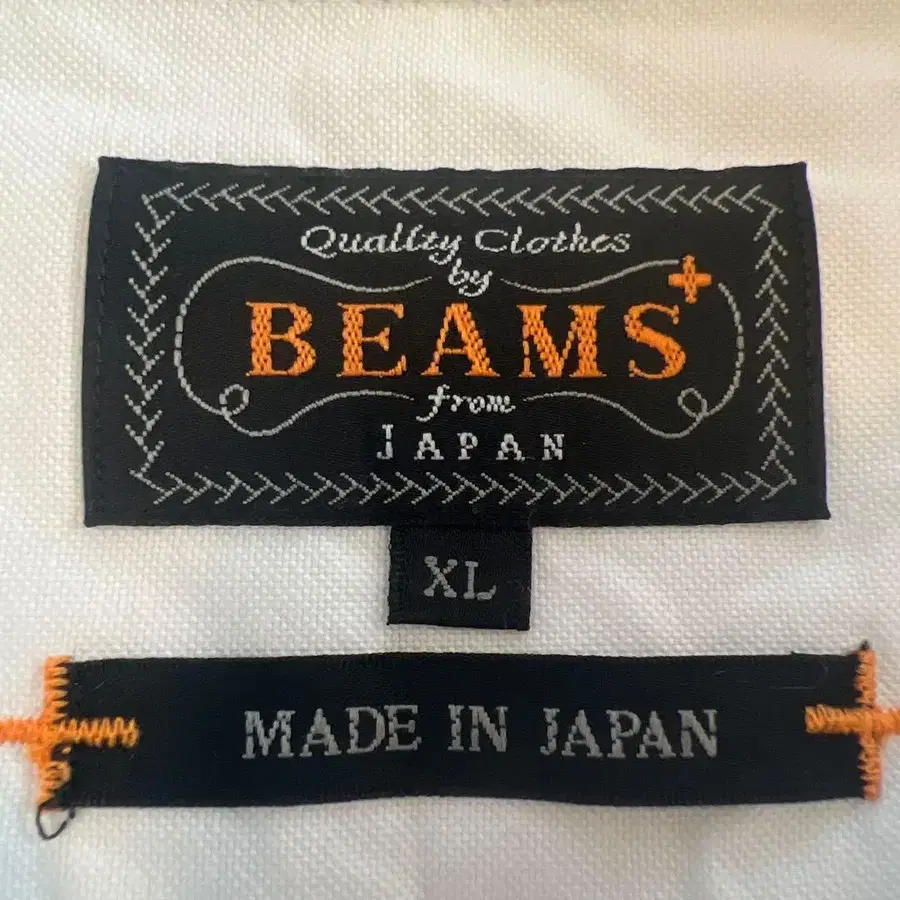 Quality Clothes
by
BEAMS+
from
JAPAN
XL
MADE IN JAPAN